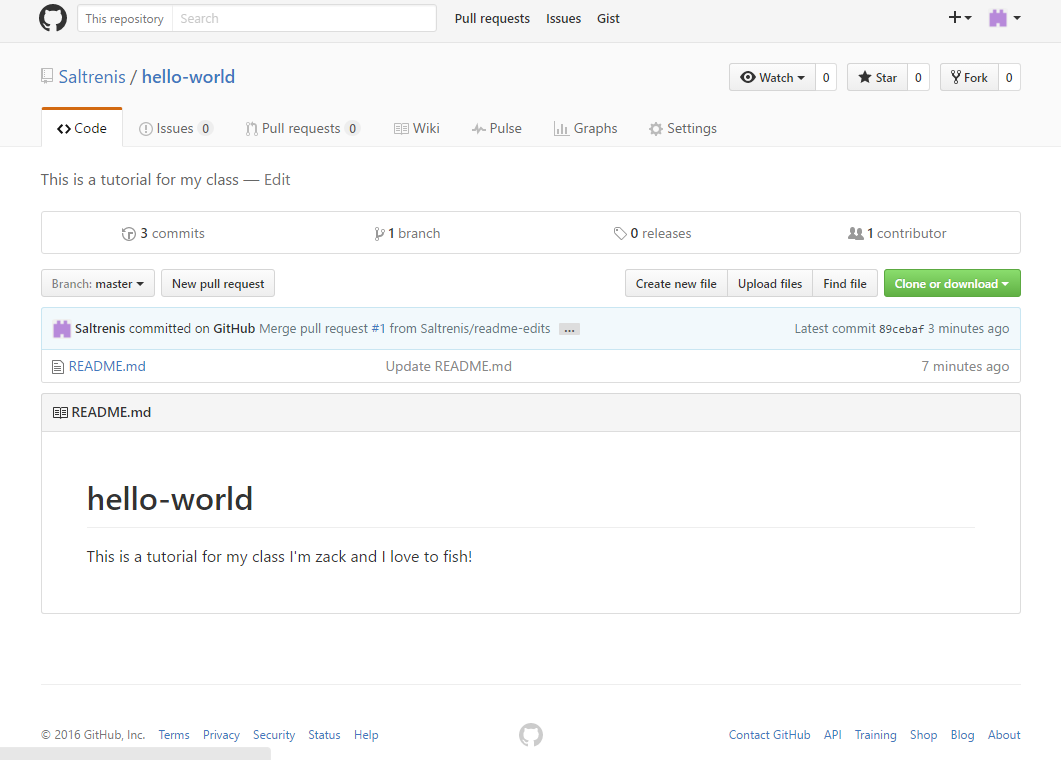 This repository Search Pull requests Issues Gist
Saltrenis / hello-world Watch 0 Star 0 Fork 0
Code Issues 0 Pull requests 0 Wiki Pulse Graphs Settings
This is a tutorial for my class — Edit
3 commits 1 branch 0 releases 1 contributor
Branch: master New pull request Create new file Upload files Find file Clone or download
Saltrenis committed on GitHub Merge pull request #1 from Saltrenis/readme-edits ... Latest commit 89cebaf 3 minutes ago
README.md Update README.md 7 minutes ago
README.md
hello-world
This is a tutorial for my class I'm zack and I love to fish!
© 2016 GitHub, Inc. Terms Privacy Security Status Help Contact GitHub API Training Shop Blog About